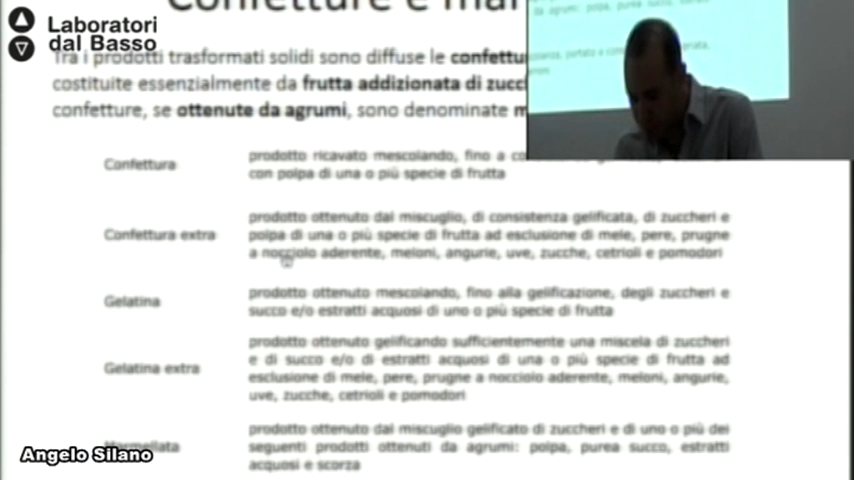 Confetture e mar
Laboratori
dal Basso
Tra i prodotti trasformati solidi sono diffuse le confettu
costituite essenzialmente da frutta addizionata di zucc
confetture, se ottenute da agrumi, sono denominate m
Confettura
prodotto ricavato mescolando, fino a co
con polpa di una o più specie di frutta
Confettura extra
prodotto ottenuto dal miscuglio, di consistenza gelificata, di zuccheri e
polpa di una o più specie di frutta ad esclusione di mele, pere, prugne
a nocciolo aderente, meloni, angurie, uve, zucche, cetrioli e pomodori
Gelatina
prodotto ottenuto mescolando, fino alla gelificazione, degli zuccheri e
succo e/o estratti acquosi di uno o più specie di frutta
Gelatina extra
prodotto ottenuto gelificando sufficientemente una miscela di zuccheri
e di succo e/o di estratti acquosi di una o più specie di frutta ad
esclusione di mele, pere, prugne a nocciolo aderente, meloni, angurie,
uve, zucche, cetrioli e pomodori
Marmellata
prodotto ottenuto dal miscuglio gelificato di zuccheri e di uno o più dei
seguenti prodotti ottenuti da agrumi: polpa, purea succo, estratti
acquosi e scorza
Angelo Silano